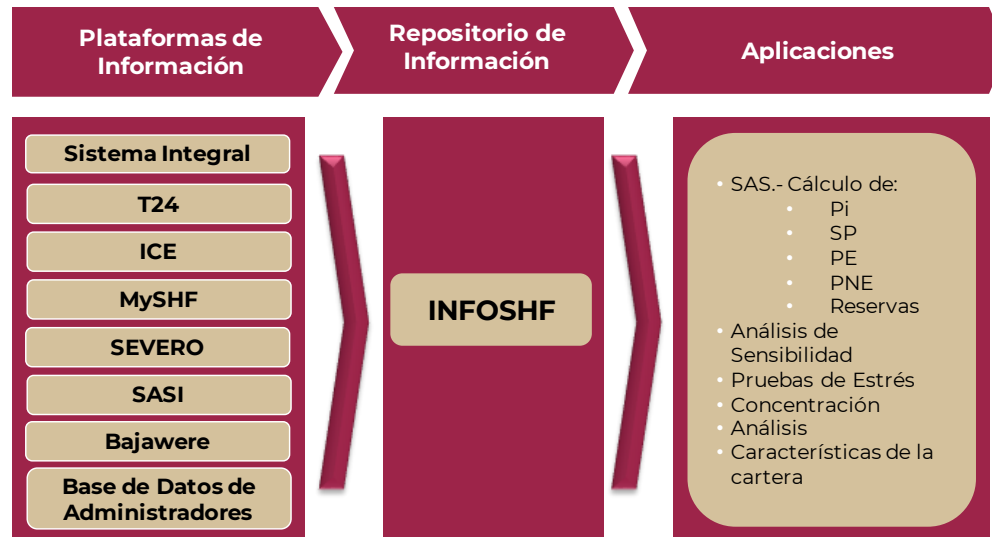 Plataformas de
Información
Repositorio de
Información
Aplicaciones
Sistema Integral
T24
ICE
MySHF
SEVERO
SASI
Bajawere
Base de Datos de
Administradores
INFOSHF
• SAS.- Cálculo de:
• Pi
• SP
• PE
• PNE
• Reservas
• Análisis de
Sensibilidad
• Pruebas de Estrés
• Concentración
• Análisis
• Características de la
cartera